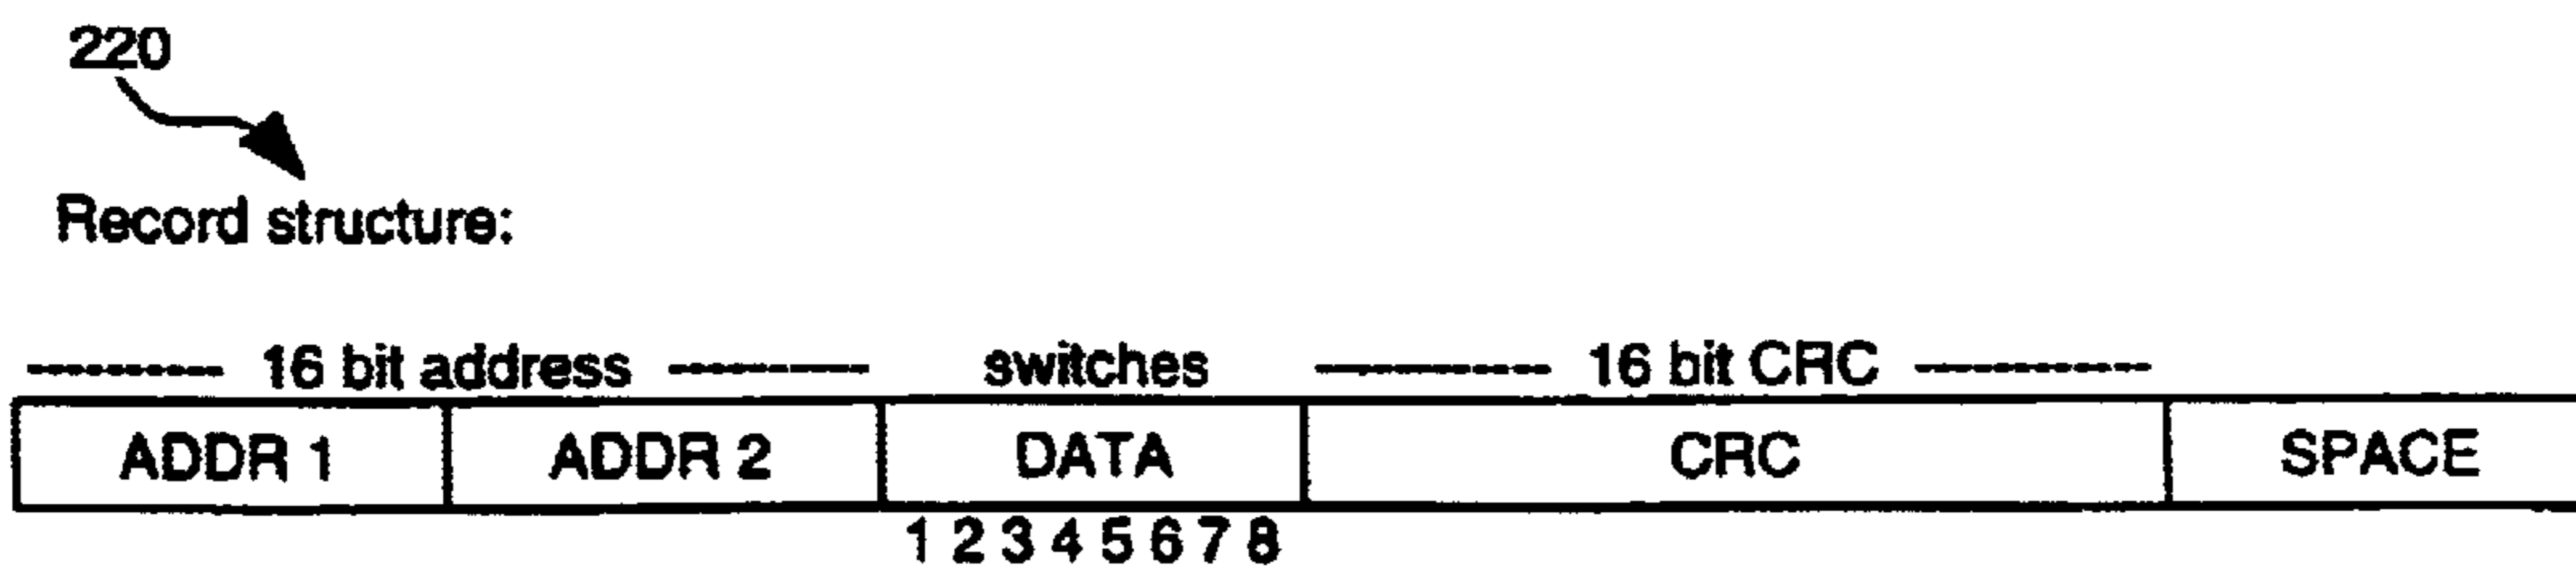 220
Record structure:
--------- 16 bit address --------- switches ----------- 16 bit CRC -----------
ADDR 1 ADDR 2 DATA CRC SPACE
1 2 3 4 5 6 7 8